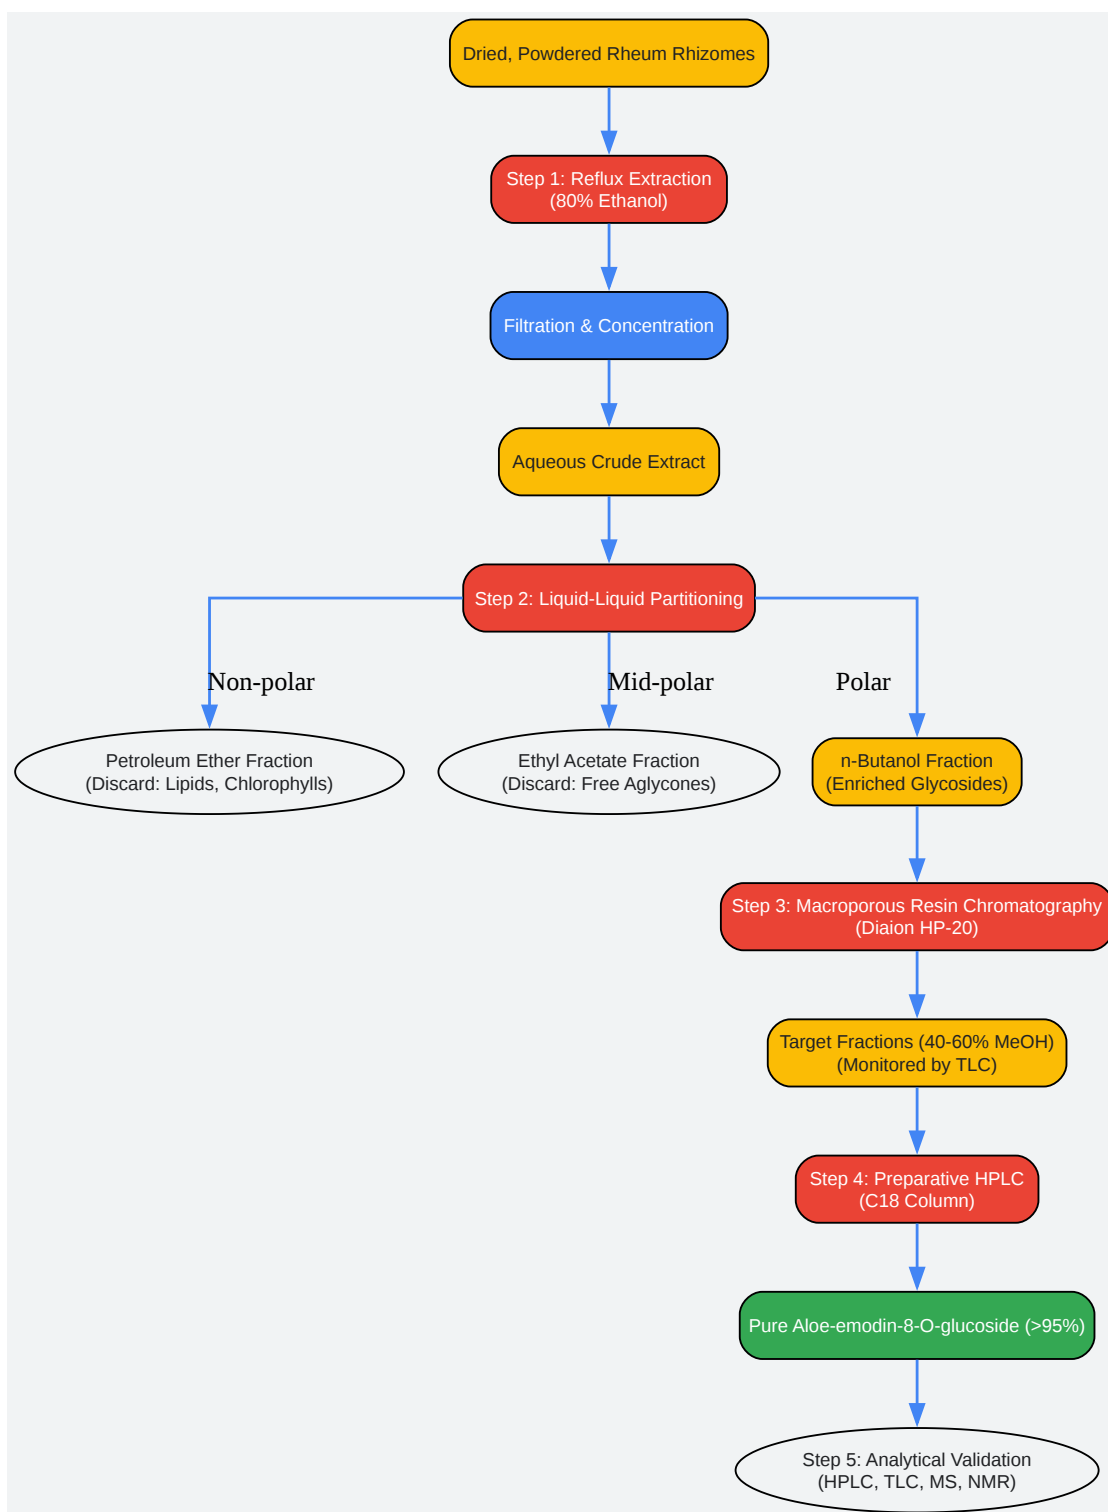 Dried, Powdered Rheum Rhizomes
Step 1: Reflux Extraction
(80% Ethanol)
Filtration & Concentration
Aqueous Crude Extract
Step 2: Liquid-Liquid Partitioning
Non-polar
Mid-polar
Polar
Petroleum Ether Fraction
(Discard: Lipids, Chlorophylls)
Ethyl Acetate Fraction
(Discard: Free Aglycones)
n-Butanol Fraction
(Enriched Glycosides)
Step 3: Macroporous Resin Chromatography
(Diaion HP-20)
Target Fractions (40-60% MeOH)
(Monitored by TLC)
Step 4: Preparative HPLC
(C18 Column)
Pure Aloe-emodin-8-O-glucoside (>95%)
Step 5: Analytical Validation
(HPLC, TLC, MS, NMR)